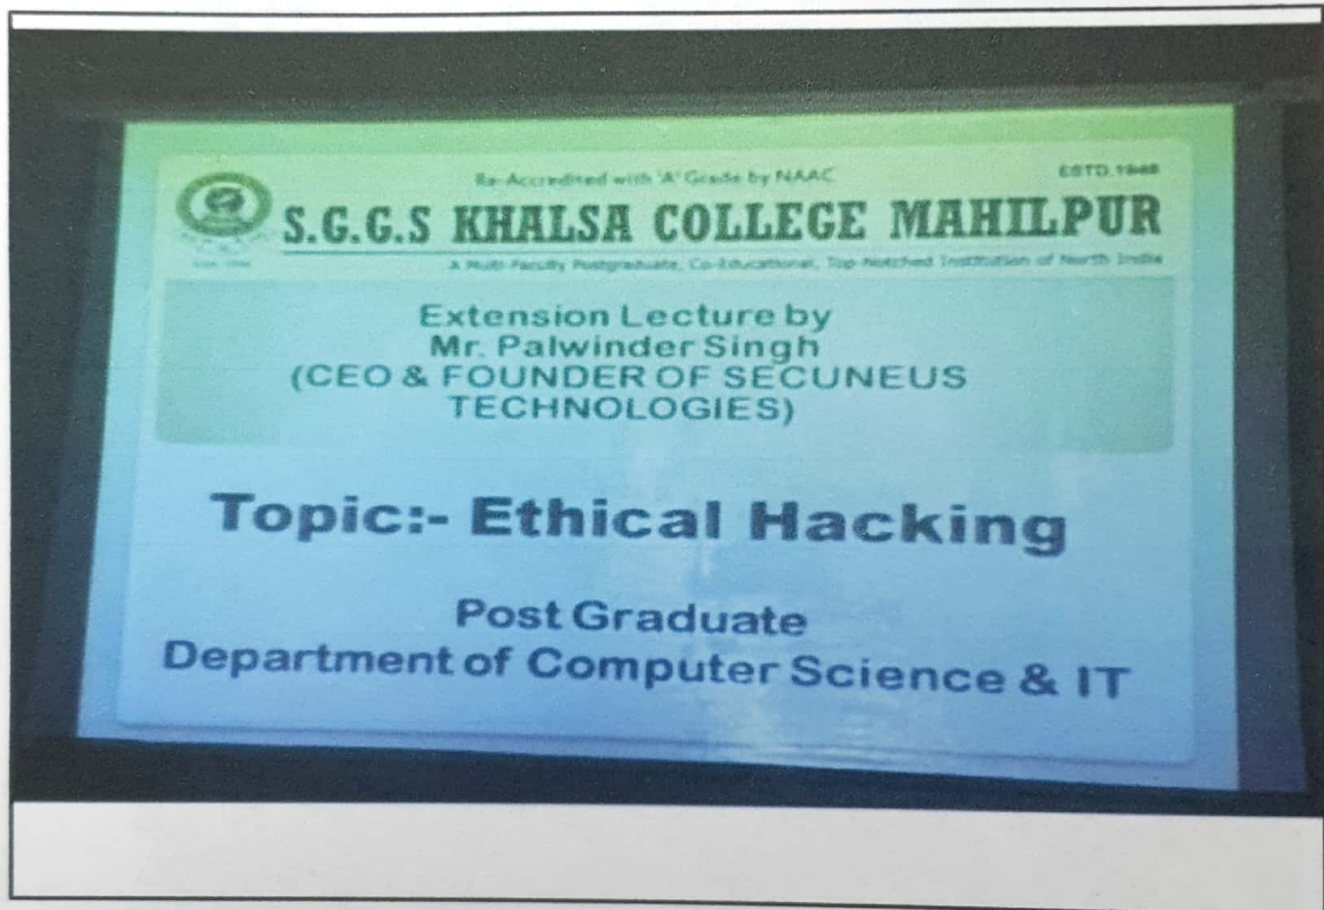 Re-Accredited with 'A' Grade by NAAC
ESTD.1946
S.G.G.S KHALSA COLLEGE MAHILPUR
A Multi-Faculty Postgraduate, Co-Educational, Top-Notched Institution of North India
Extension Lecture by
Mr. Palwinder Singh
(CEO & FOUNDER OF SECUNEUS
TECHNOLOGIES)
Topic:- Ethical Hacking
Post Graduate
Department of Computer Science & IT